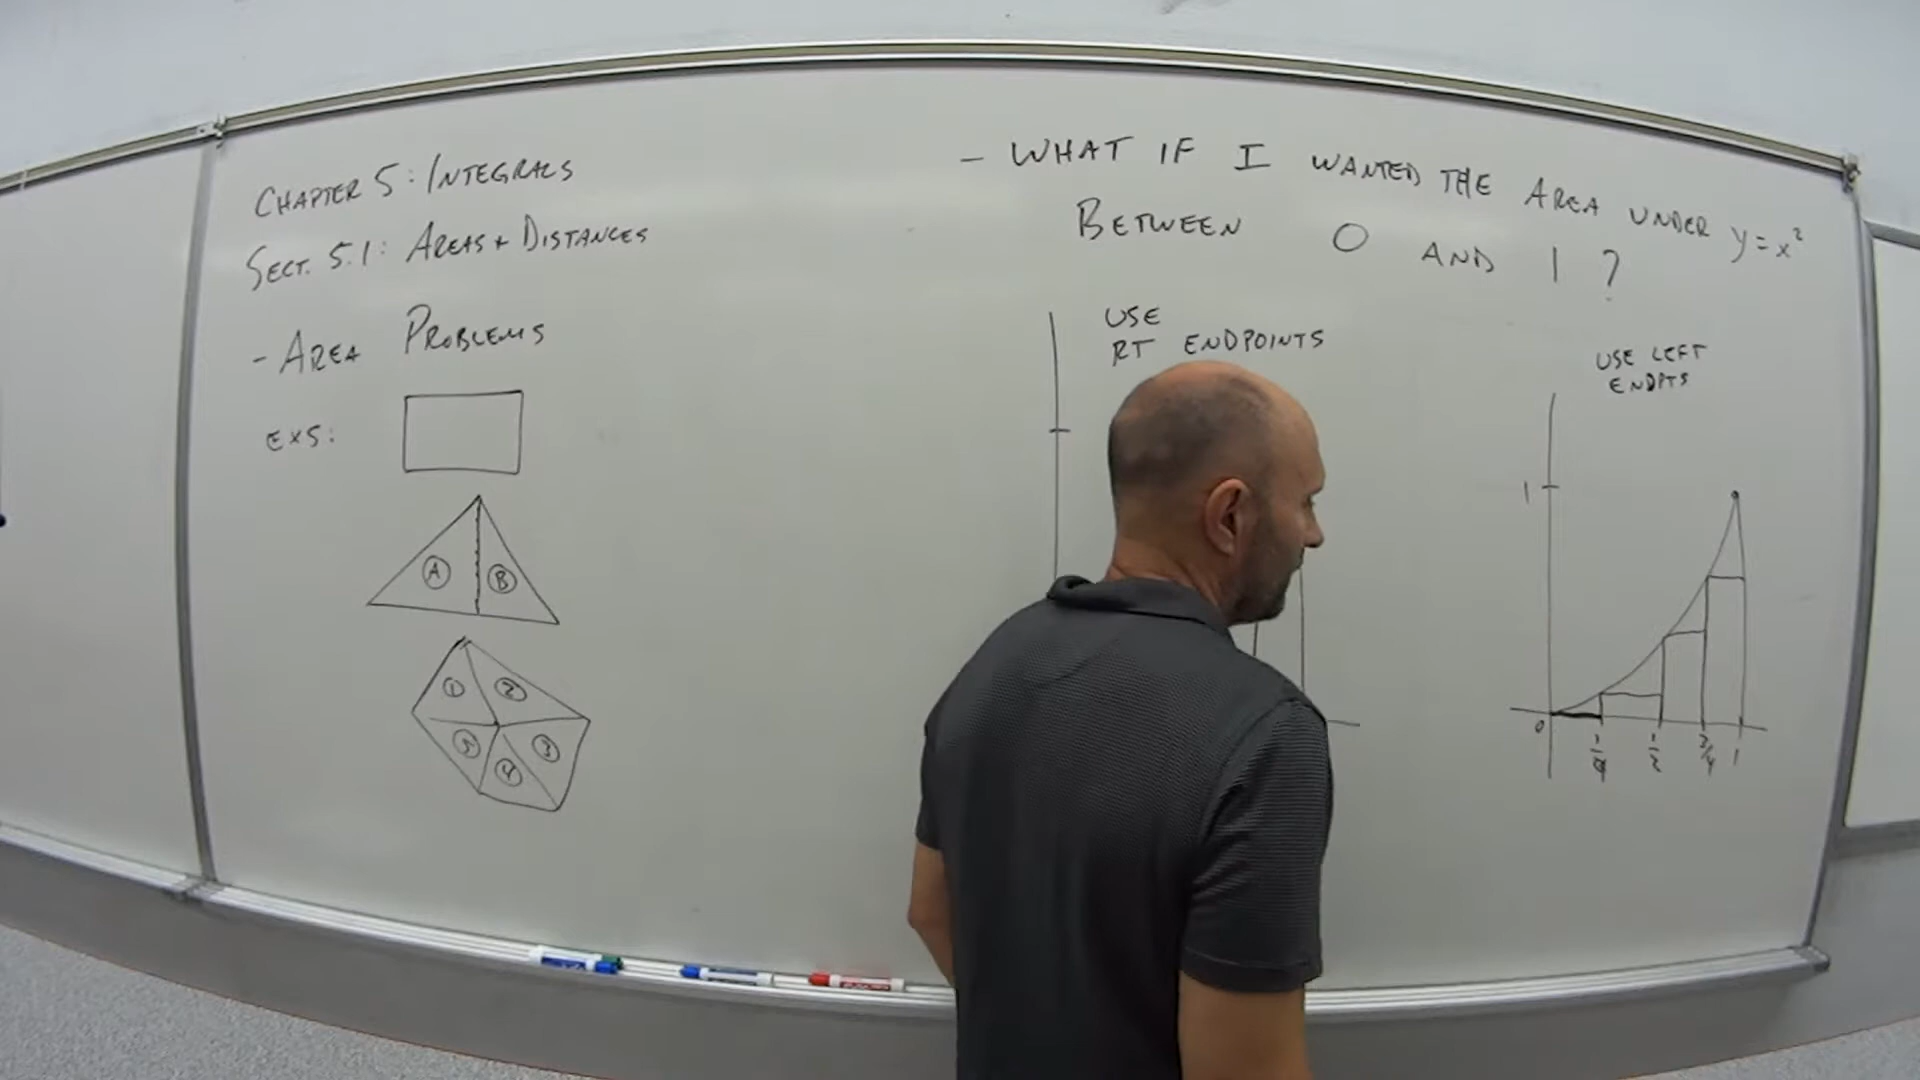 CHAPTER 5: INTEGRALS
SECT. 5.1: AREAS + DISTANCES
- AREA PROBLEMS
EXS:
A B
1 2
5 3
4
- WHAT IF I WANTED THE AREA UNDER y = x²
BETWEEN 0 AND 1 ?
USE
RT ENDPOINTS
USE LEFT
ENDPTS
1
0 1/4 1/2 3/4 1